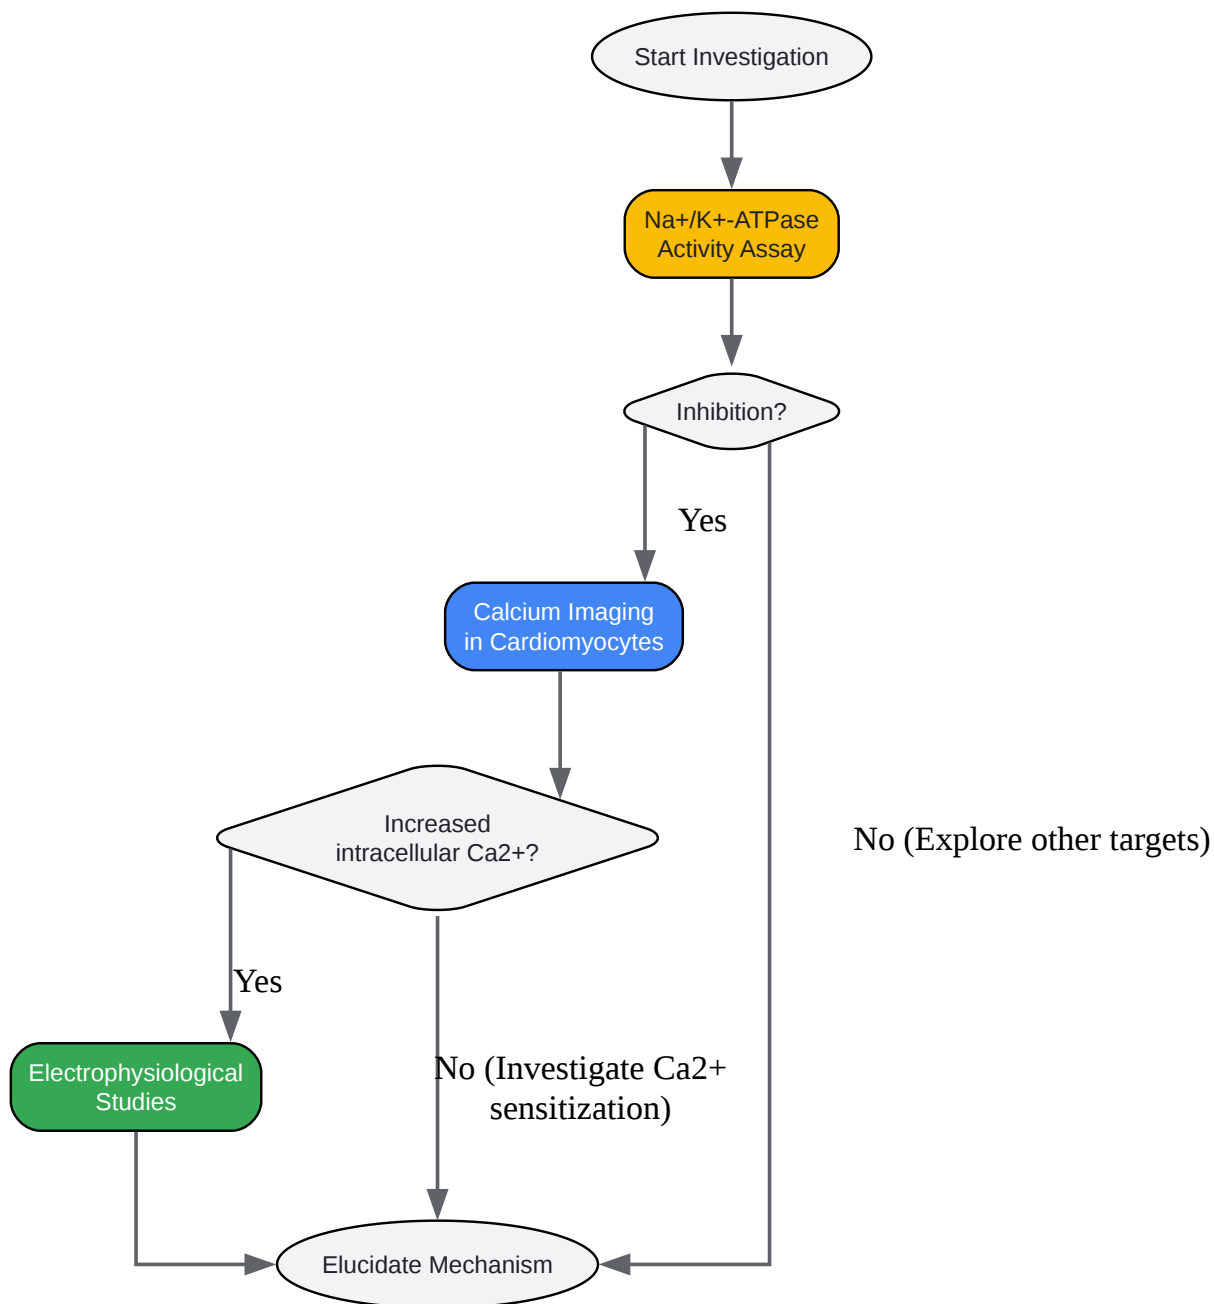 Start Investigation
Na+/K+-ATPase
Activity Assay
Inhibition?
Yes
Calcium Imaging
in Cardiomyocytes
Increased
intracellular Ca2+?
No (Explore other targets)
Yes
Electrophysiological
Studies
No (Investigate Ca2+
sensitization)
Elucidate Mechanism